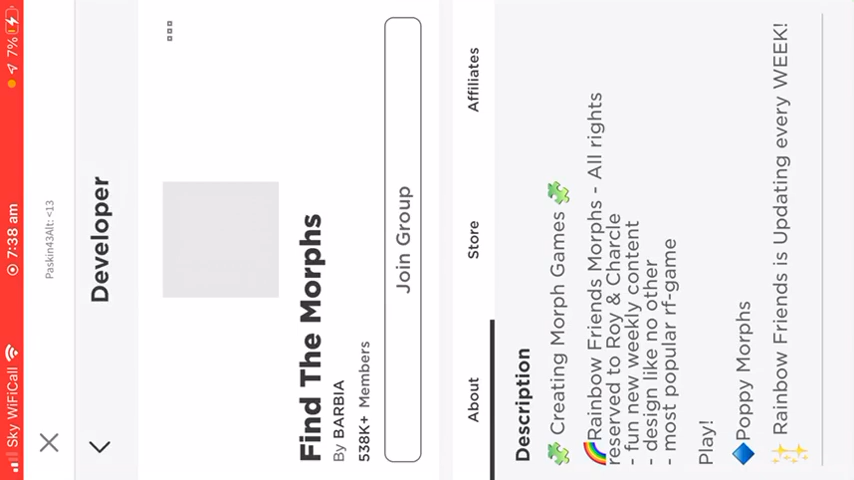 Sky WiFiCall 7:38 am 7%
Paskin43Alt: <13
Developer
Find The Morphs
By BARBIA
538K+ Members
Join Group
About Store Affiliates
Description
🧩 Creating Morph Games 🧩
🌈Rainbow Friends Morphs - All rights
reserved to Roy & Charcle
- fun new weekly content
- design like no other
- most popular rf-game
Play!
🔷Poppy Morphs
✨ Rainbow Friends is Updating every WEEK!